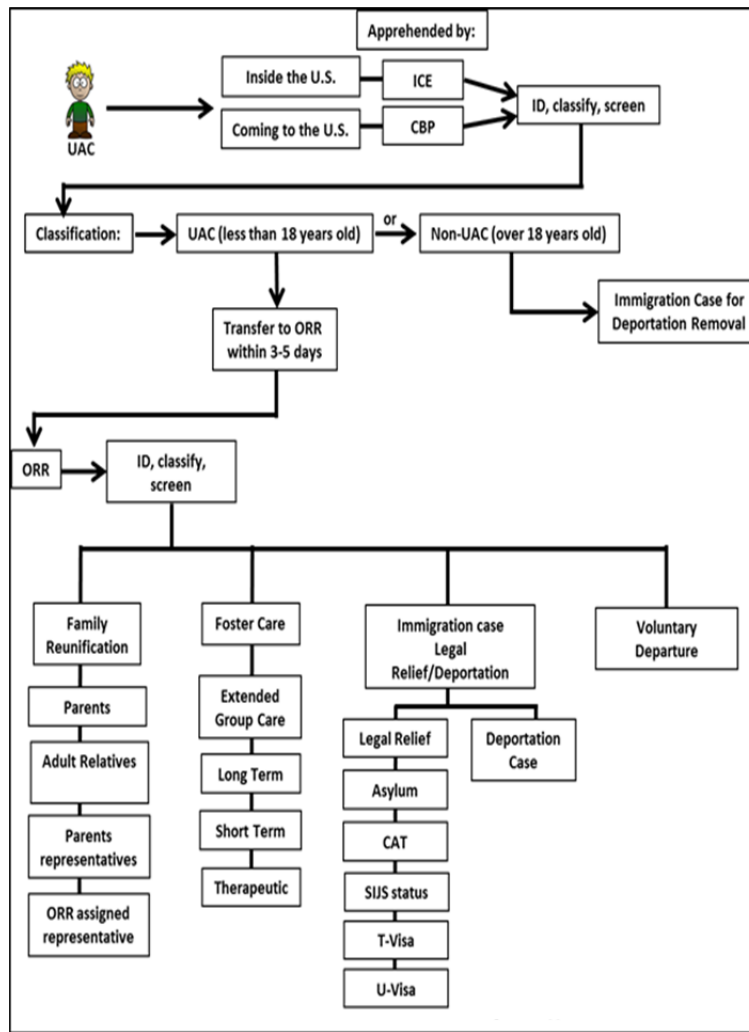 Apprehended by:
Inside the U.S.
ICE
ID, classify, screen
Coming to the U.S.
CBP
UAC
Classification:
UAC (less than 18 years old)
or
Non-UAC (over 18 years old)
Immigration Case for
Deportation Removal
Transfer to ORR
within 3-5 days
ORR
ID, classify,
screen
Family
Reunification
Parents
Adult Relatives
Parents
representatives
ORR assigned
representative
Foster Care
Extended
Group Care
Long Term
Short Term
Therapeutic
Immigration case
Legal
Relief/Deportation
Legal Relief
Asylum
CAT
SIJS status
T-Visa
U-Visa
Deportation
Case
Voluntary
Departure